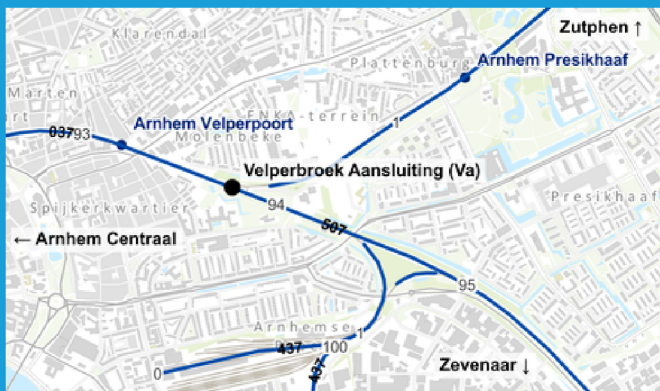 Zutphen ↑
Klarendal
Plattenburg
Arnhem Presikhaaf
Marten
Arnhem Velperpoort
ENKA-terrein
1
037
93
Molenbeke
Velperbroek Aansluiting (Va)
Presikhaaf
94
Spijkerkwartier
507
← Arnhem Centraal
95
Arnhemse
1
437
100
0
437
Zevenaar ↓